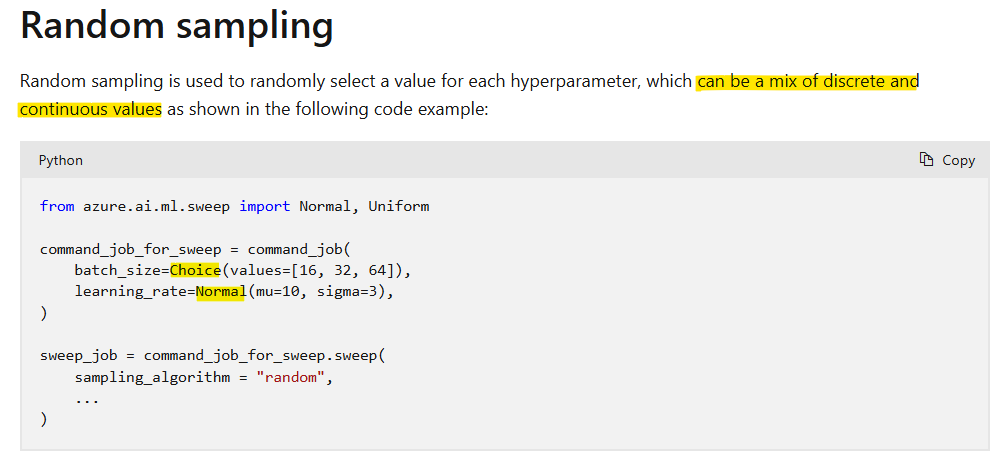 Random sampling
Random sampling is used to randomly select a value for each hyperparameter, which can be a mix of discrete and
continuous values as shown in the following code example:
Python Copy
from azure.ai.ml.sweep import Normal, Uniform
command_job_for_sweep = command_job(
    batch_size=Choice(values=[16, 32, 64]),
    learning_rate=Normal(mu=10, sigma=3),
)
sweep_job = command_job_for_sweep.sweep(
    sampling_algorithm = "random",
    ...
)